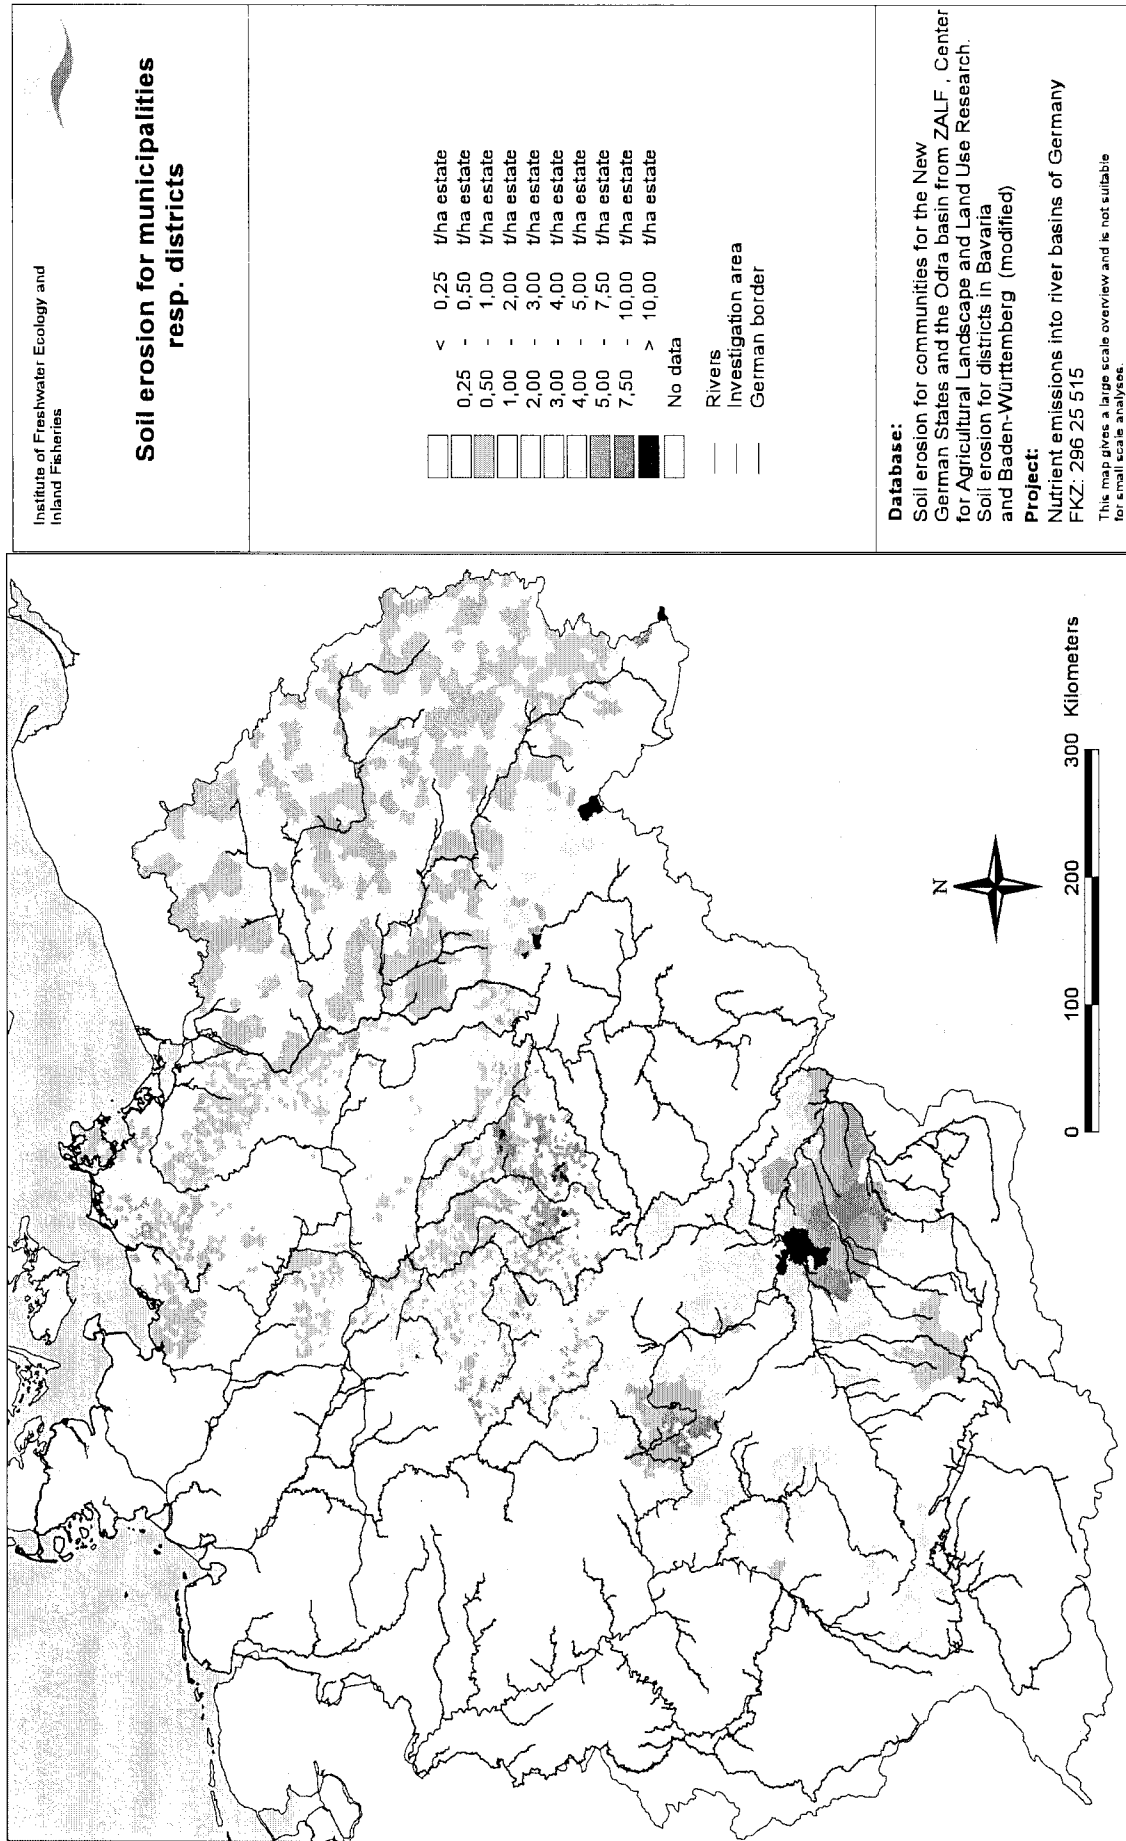 Institute of Freshwater Ecology and
Inland Fisheries
Soil erosion for municipalities
resp. districts
< 0,25 t/ha estate
0,25 - 0,50 t/ha estate
0,50 - 1,00 t/ha estate
1,00 - 2,00 t/ha estate
2,00 - 3,00 t/ha estate
3,00 - 4,00 t/ha estate
4,00 - 5,00 t/ha estate
5,00 - 7,50 t/ha estate
7,50 - 10,00 t/ha estate
> 10,00 t/ha estate
No data
Rivers
Investigation area
German border
Database:
Soil erosion for communities for the New
German States and the Odra basin from ZALF , Center
for Agricultural Landscape and Land Use Research.
Soil erosion for districts in Bavaria
and Baden-Württemberg (modified)
Project:
Nutrient emissions into river basins of Germany
FKZ: 296 25 515
This map gives a large scale overview and is not suitable
for small scale analyses.
N
0 100 200 300 Kilometers